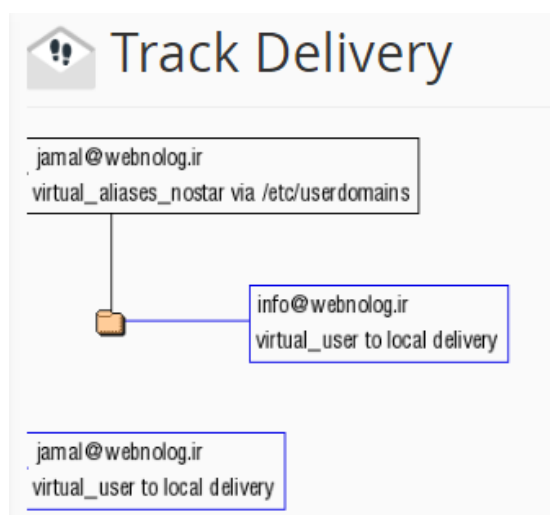 Track Delivery
jamal@webnolog.ir
virtual_aliases_nostar via /etc/userdomains
info@webnolog.ir
virtual_user to local delivery
jamal@webnolog.ir
virtual_user to local delivery